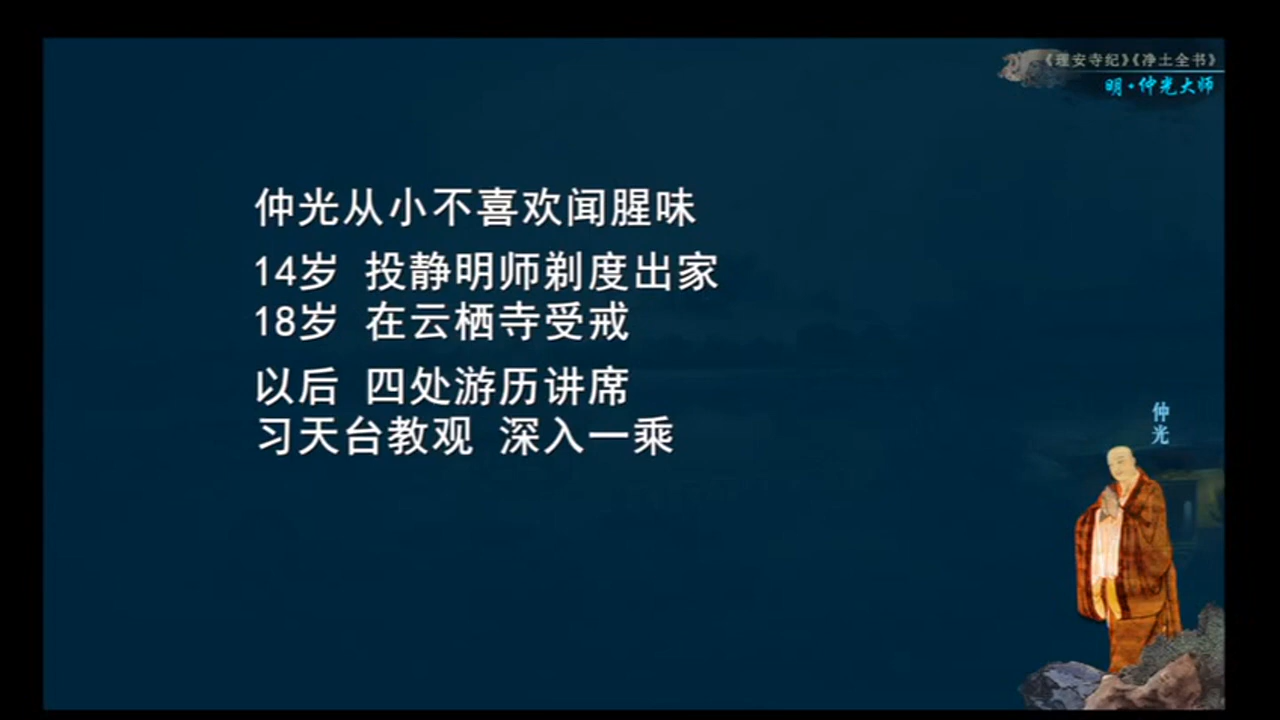 《理安寺纪》《净土全书》
明·仲光大师
仲光从小不喜欢闻腥味
14岁 投静明师剃度出家
18岁 在云栖寺受戒
以后 四处游历讲席
习天台教观 深入一乘
仲光